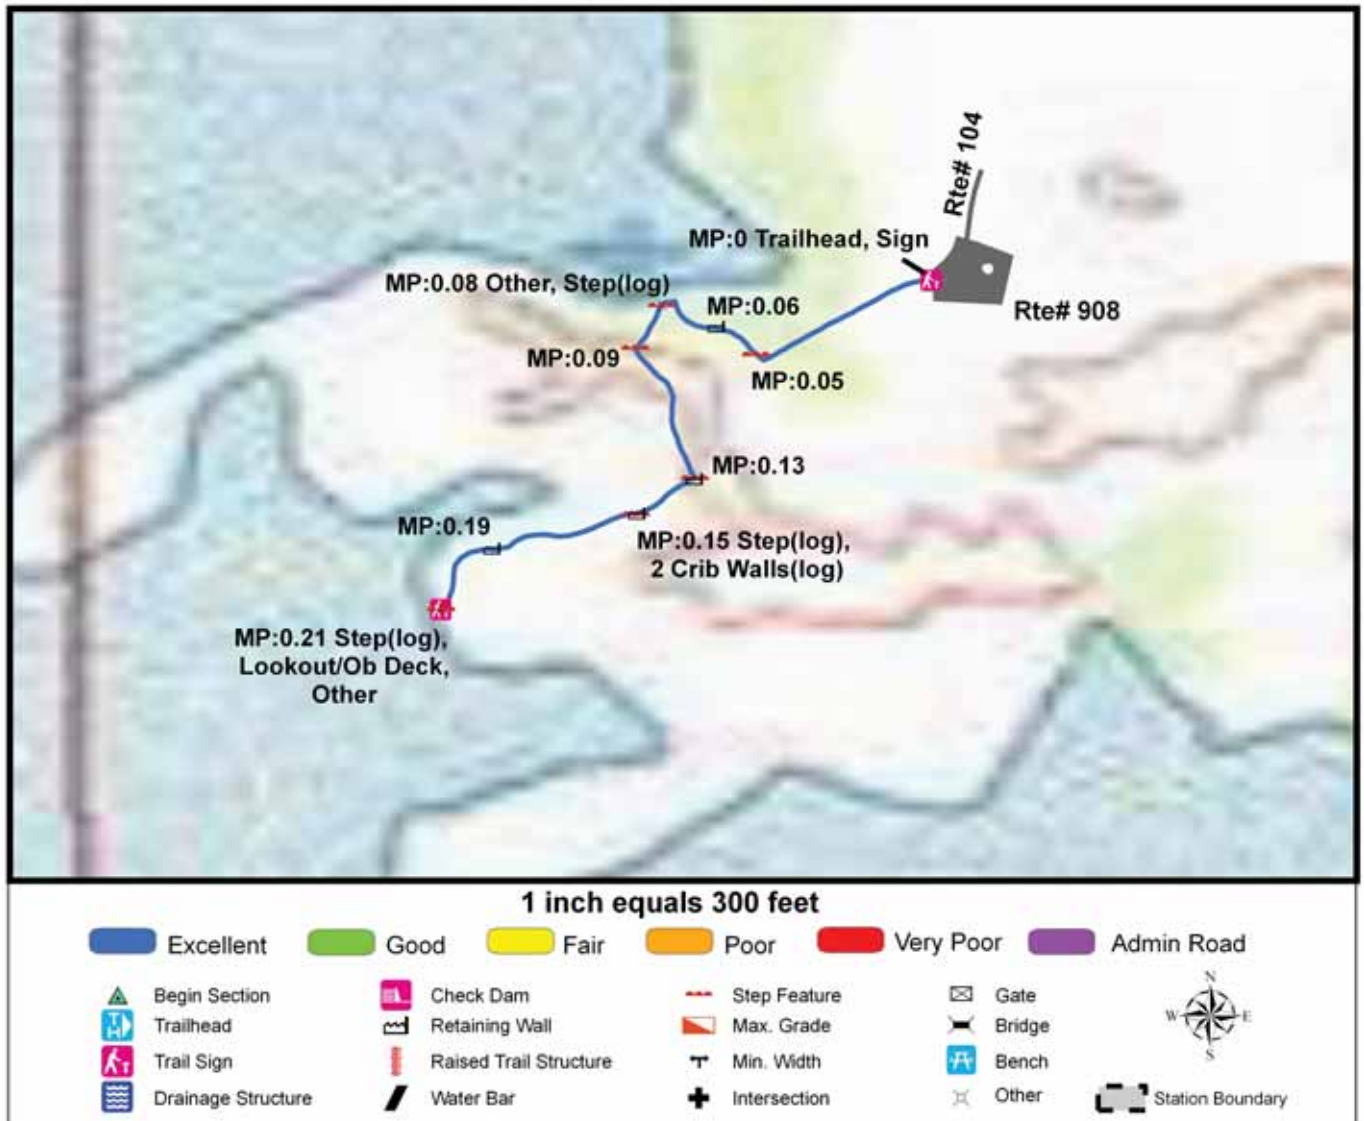 Rte# 104
MP:0 Trailhead, Sign
MP:0.08 Other, Step(log)
MP:0.06
Rte# 908
MP:0.09
MP:0.05
MP:0.13
MP:0.19
MP:0.15 Step(log),
2 Crib Walls(log)
MP:0.21 Step(log),
Lookout/Ob Deck,
Other
1 inch equals 300 feet
Excellent
Good
Fair
Poor
Very Poor
Admin Road
Begin Section
Trailhead
Trail Sign
Drainage Structure
Check Dam
Retaining Wall
Raised Trail Structure
Water Bar
Step Feature
Max. Grade
Min. Width
Intersection
Gate
Bridge
Bench
Other
N
W E
S
Station Boundary